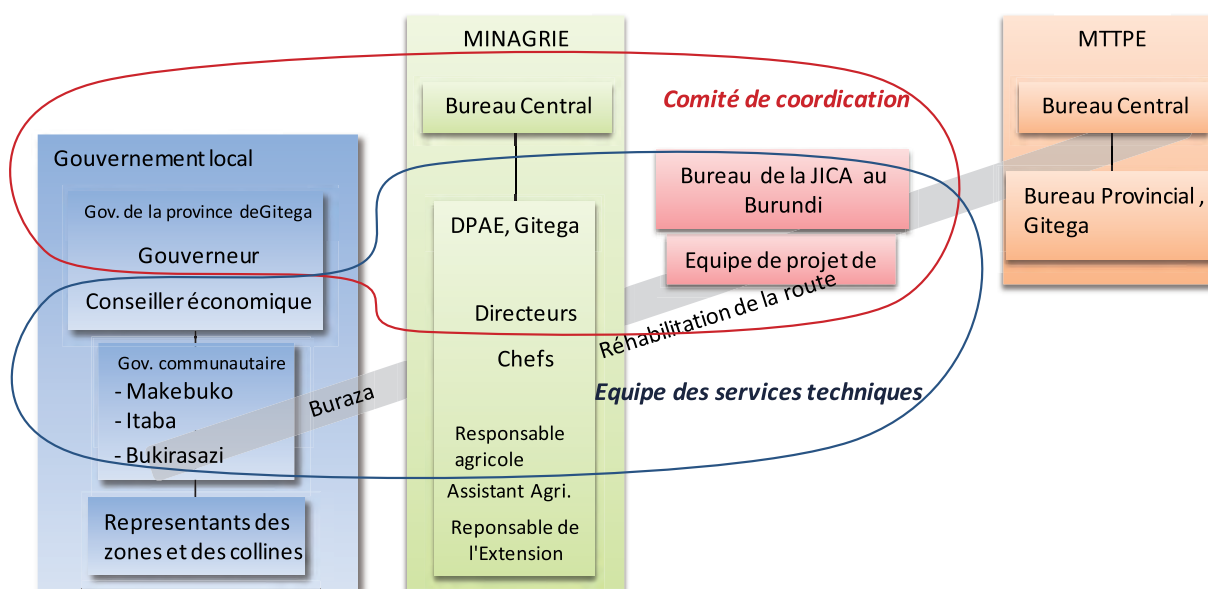 MINAGRIE
Bureau Central
DPAE, Gitega
Directeurs
Chefs
Responsable
agricole
Assistant Agri.
Reponsable de
l'Extension
MTTPE
Bureau Central
Bureau Provincial ,
Gitega
Comité de coordication
Gouvernement local
Gov. de la province deGitega
Gouverneur
Conseiller économique
Gov. communautaire
- Makebuko
- Itaba
- Bukirasazi
Representants des
zones et des collines
Bureau de la JICA au
Burundi
Equipe de projet de
Réhabilitation de la route
Buraza
Equipe des services techniques